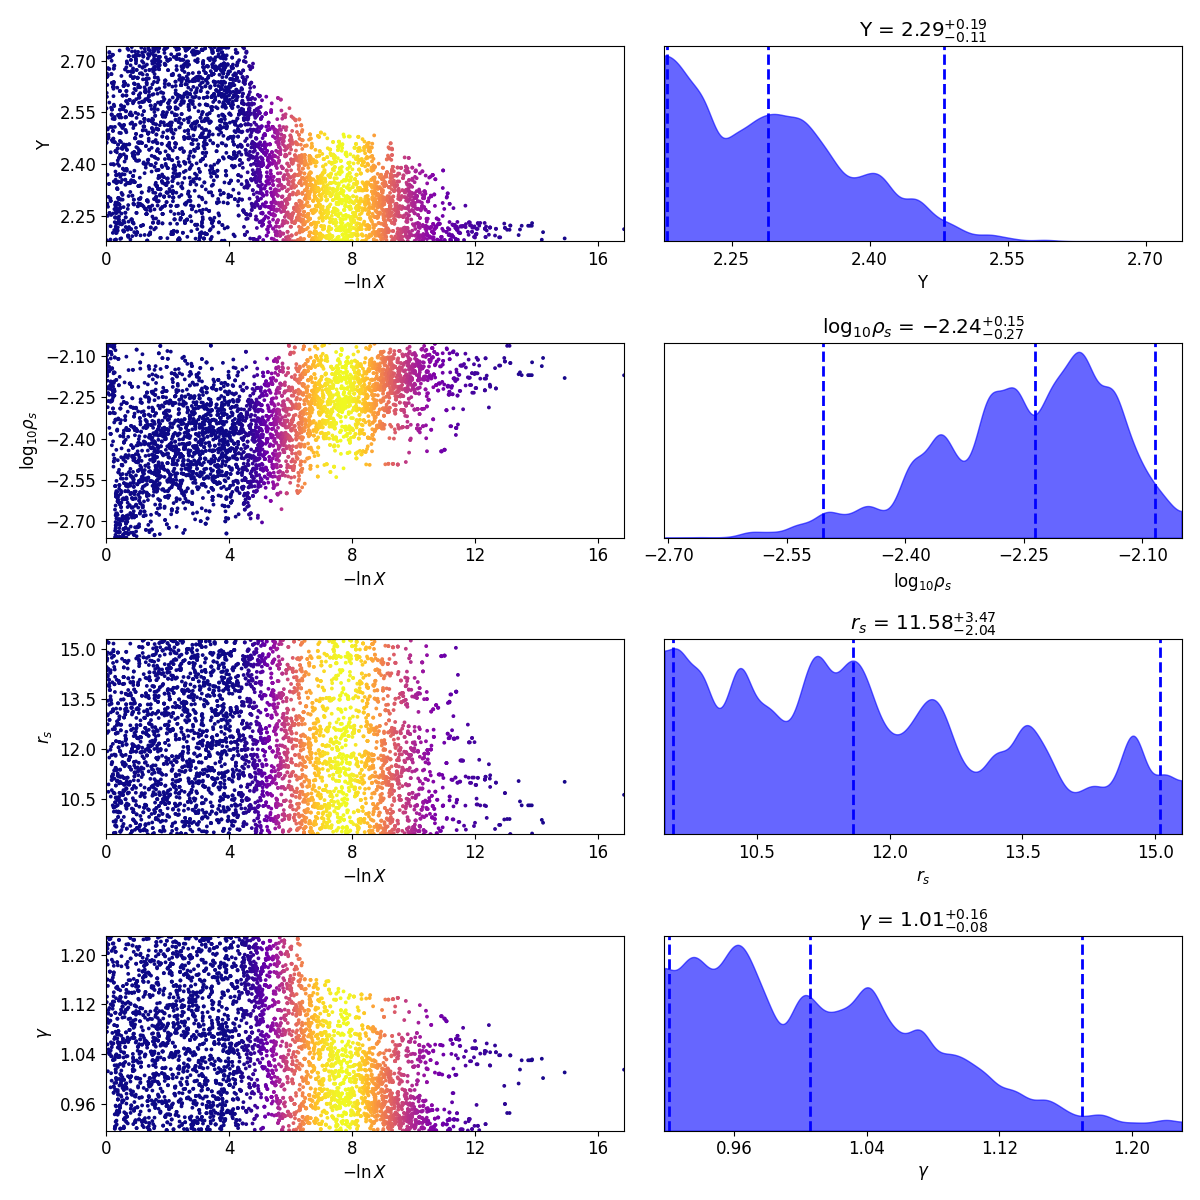 2.70
2.55
2.40
2.25
Y
0 4 8 12 16
−ln X
Y = 2.29+0.19−0.11
2.25 2.40 2.55 2.70
Y
−2.10
−2.25
−2.40
−2.55
−2.70
log10ρs
0 4 8 12 16
−ln X
log10ρs = −2.24+0.15−0.27
−2.70 −2.55 −2.40 −2.25 −2.10
log10ρs
15.0
13.5
12.0
10.5
rs
0 4 8 12 16
−ln X
rs = 11.58+3.47−2.04
10.5 12.0 13.5 15.0
rs
1.20
1.12
1.04
0.96
γ
0 4 8 12 16
−ln X
γ = 1.01+0.16−0.08
0.96 1.04 1.12 1.20
γ